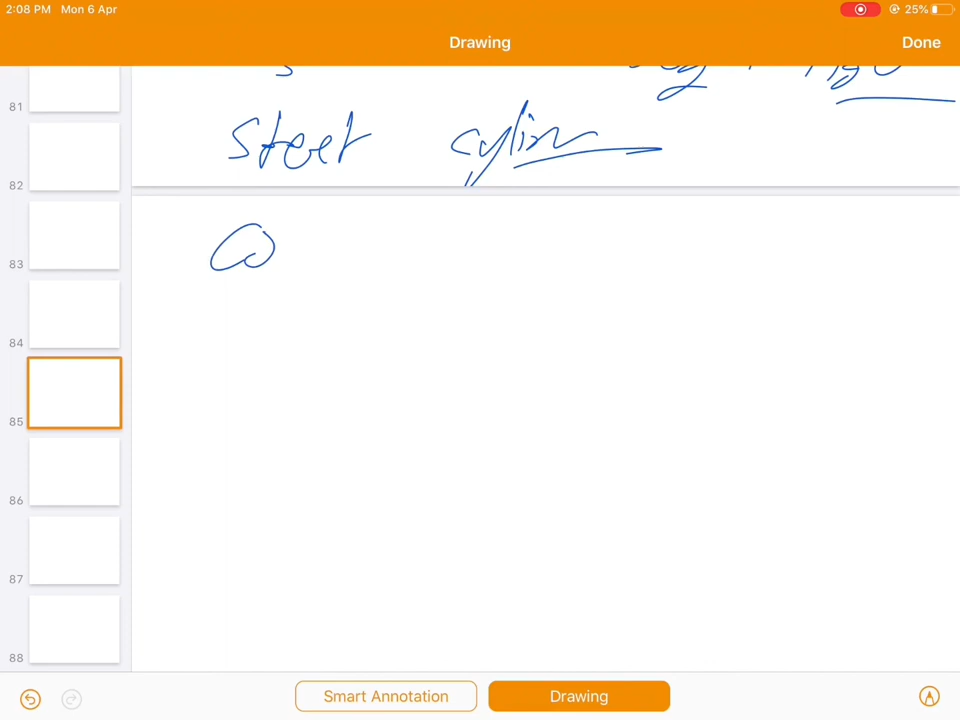 2:08 PM Mon 6 Apr 25%
Drawing Done
81
steet cylin
82
83
84
85
86
87
88
Smart Annotation Drawing